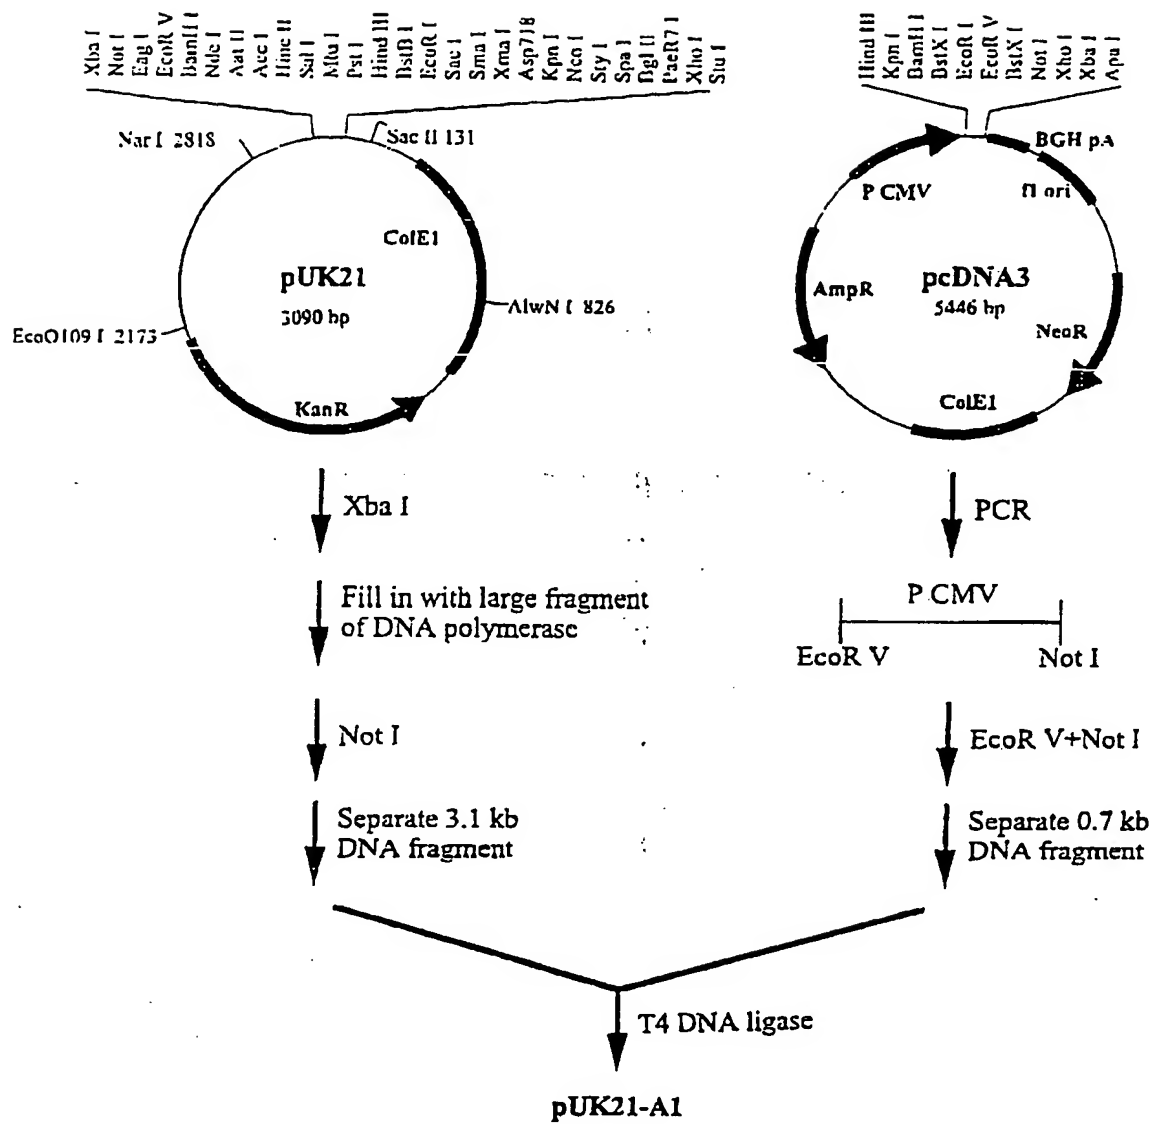 Xba I
Not I
Eag I
EcoR V
BamH I
Nde I
Aat II
Acc I
Hinc II
Sal I
Mlu I
Pst I
Hind III
BstB I
EcoR I
Sac I
Sma I
Xma I
Asp718
Kpn I
Nco I
Sty I
Spa I
Bgl II
PaeR7 I
Xho I
Stu I
Hind III
Kpn I
BamH I
BstX I
EcoR I
EcoR V
BstX I
Not I
Xho I
Xba I
Apa I
Nar I 2818
Sac II 131
ColE1
pUK21
3090 bp
AlwN I 826
EcoO109 I 2173
KanR
BGH pA
P CMV
f1 ori
AmpR
pcDNA3
5446 bp
NeoR
ColE1
Xba I
PCR
Fill in with large fragment
of DNA polymerase
P CMV
EcoR V
Not I
Not I
EcoR V+Not I
Separate 3.1 kb
DNA fragment
Separate 0.7 kb
DNA fragment
T4 DNA ligase
pUK21-A1